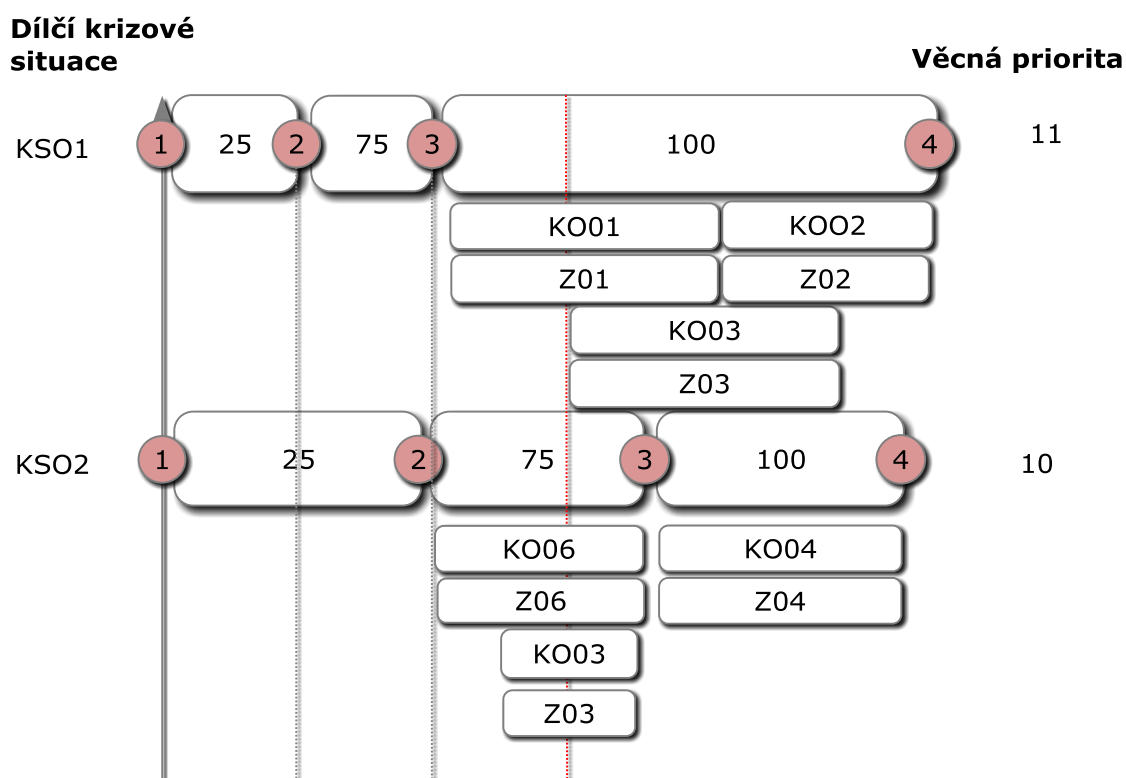 Dílčí krizové
situace
Věcná priorita
KSO1
1
25
2
75
3
100
4
11
KO01
KOO2
Z01
Z02
KO03
Z03
KSO2
1
25
2
75
3
100
4
10
KO06
KO04
Z06
Z04
KO03
Z03